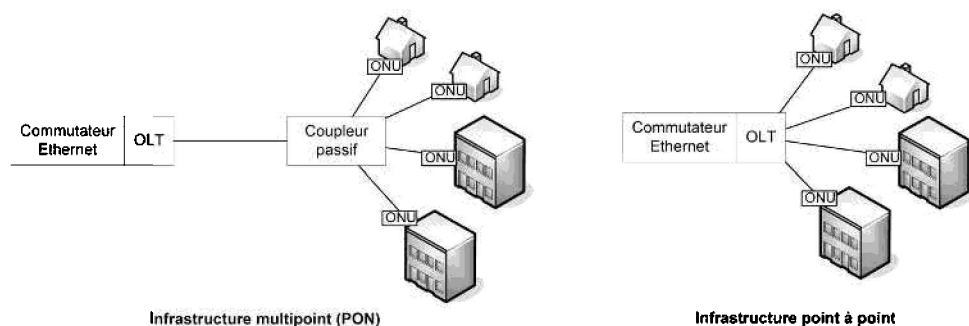 ONU
ONU
Commutateur
Ethernet
OLT
Coupleur
passif
ONU
ONU
Infrastructure multipoint (PON)
ONU
ONU
Commutateur
Ethernet
OLT
ONU
ONU
Infrastructure point à point